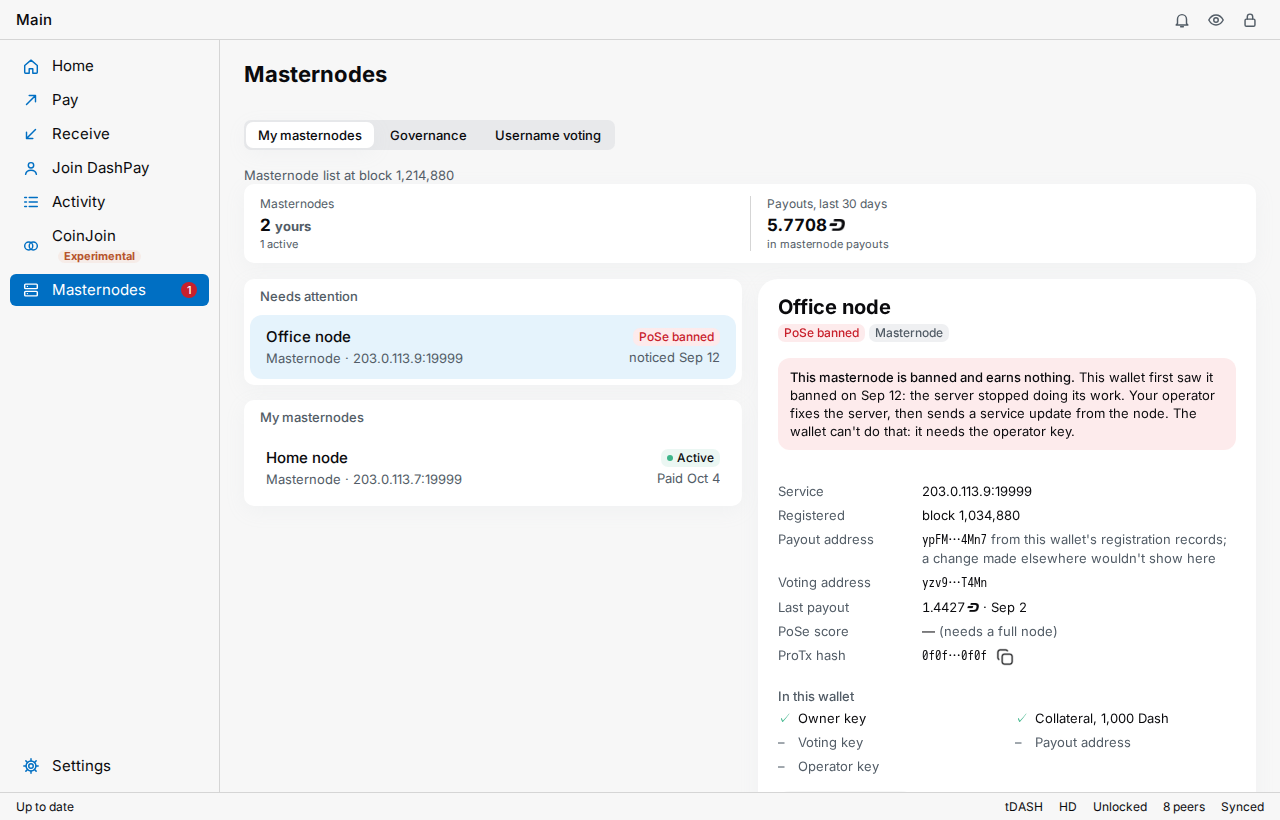 Main
Home
Pay
Receive
Join DashPay
Activity
CoinJoin
Experimental
Masternodes 1
Settings
Masternodes
My masternodes Governance Username voting
Masternode list at block 1,214,880
Masternodes
2 yours
1 active
Payouts, last 30 days
5.7708
in masternode payouts
Needs attention
Office node PoSe banned
Masternode · 203.0.113.9:19999 noticed Sep 12
My masternodes
Home node Active
Masternode · 203.0.113.7:19999 Paid Oct 4
Office node
PoSe banned Masternode
This masternode is banned and earns nothing. This wallet first saw it
banned on Sep 12: the server stopped doing its work. Your operator
fixes the server, then sends a service update from the node. The
wallet can't do that: it needs the operator key.
Service 203.0.113.9:19999
Registered block 1,034,880
Payout address ypFM···4Mn7 from this wallet's registration records;
a change made elsewhere wouldn't show here
Voting address yzv9···T4Mn
Last payout 1.4427 · Sep 2
PoSe score — (needs a full node)
ProTx hash 0f0f···0f0f
In this wallet
✓ Owner key ✓ Collateral, 1,000 Dash
– Voting key – Payout address
– Operator key
Up to date tDASH HD Unlocked 8 peers Synced